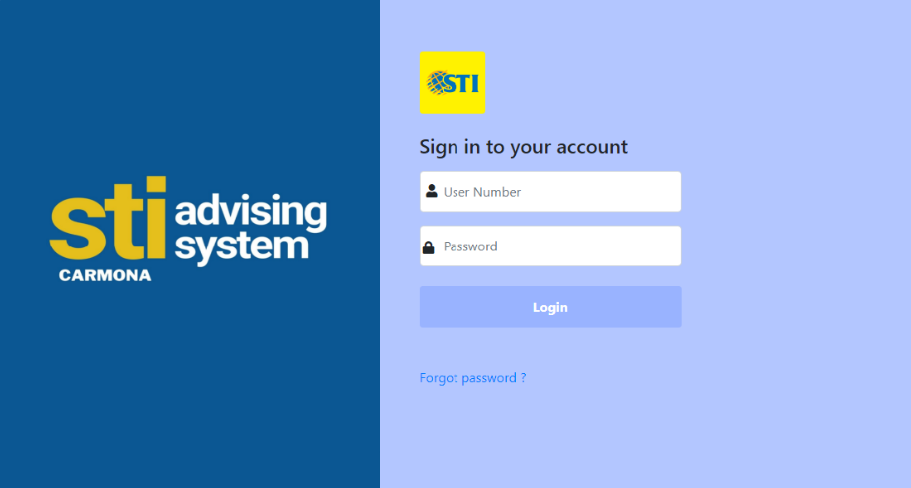 sti advising
system
CARMONA
STI
Sign in to your account
User Number
Password
Login
Forgot password ?